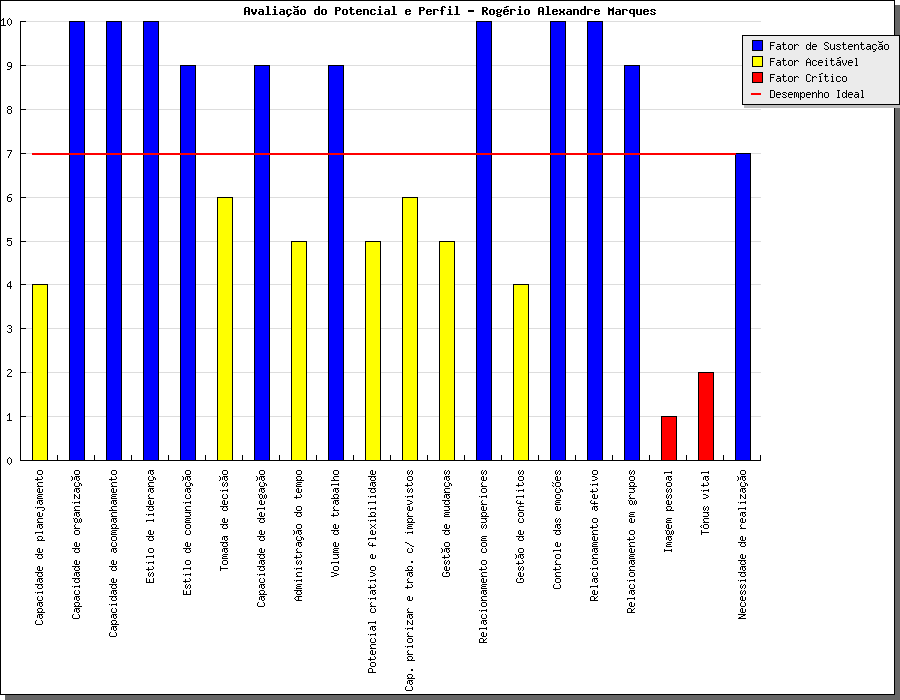 Avaliação do Potencial e Perfil - Rogério Alexandre Marques
Fator de Sustentação
Fator Aceitável
Fator Crítico
Desempenho Ideal
10
9
8
7
6
5
4
3
2
1
0
Capacidade de planejamento
Capacidade de organização
Capacidade de acompanhamento
Estilo de liderança
Estilo de comunicação
Tomada de decisão
Capacidade de delegação
Administração do tempo
Volume de trabalho
Potencial criativo e flexibilidade
Cap. priorizar e trab. c/ imprevistos
Gestão de mudanças
Relacionamento com superiores
Gestão de conflitos
Controle das emoções
Relacionamento afetivo
Relacionamento em grupos
Imagem pessoal
Tônus vital
Necessidade de realização